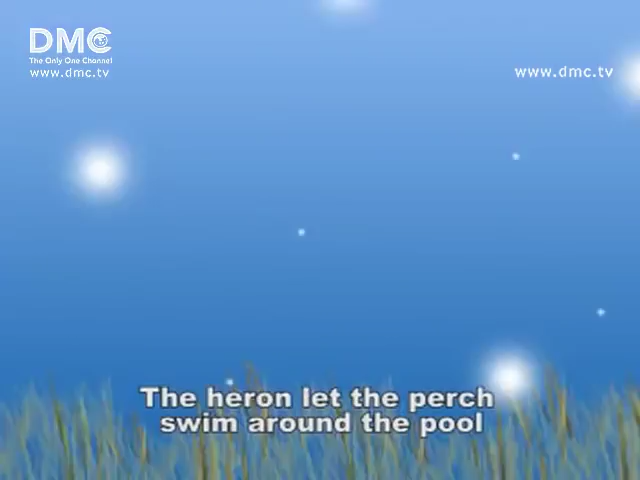 DMC
The Only One Channel
www.dmc.tv
www.dmc.tv
The heron let the perch
swim around the pool